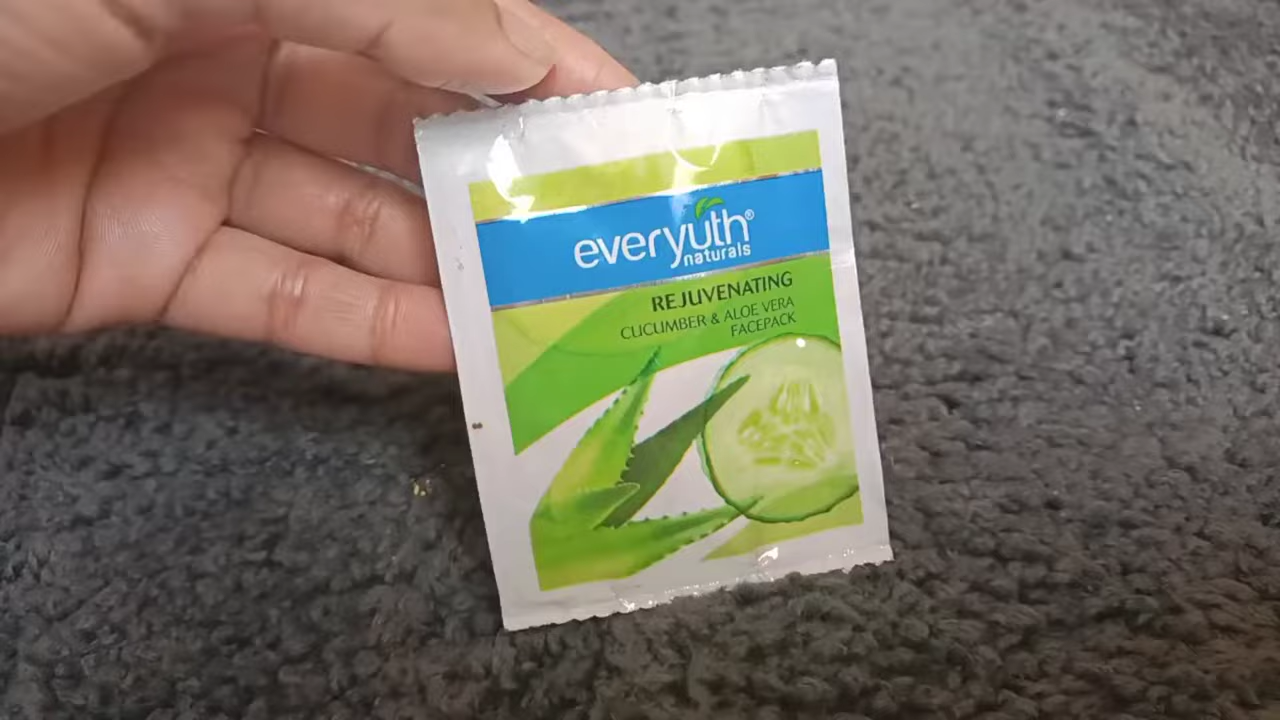 everyuth®
naturals
REJUVENATING
CUCUMBER & ALOE VERA
FACEPACK